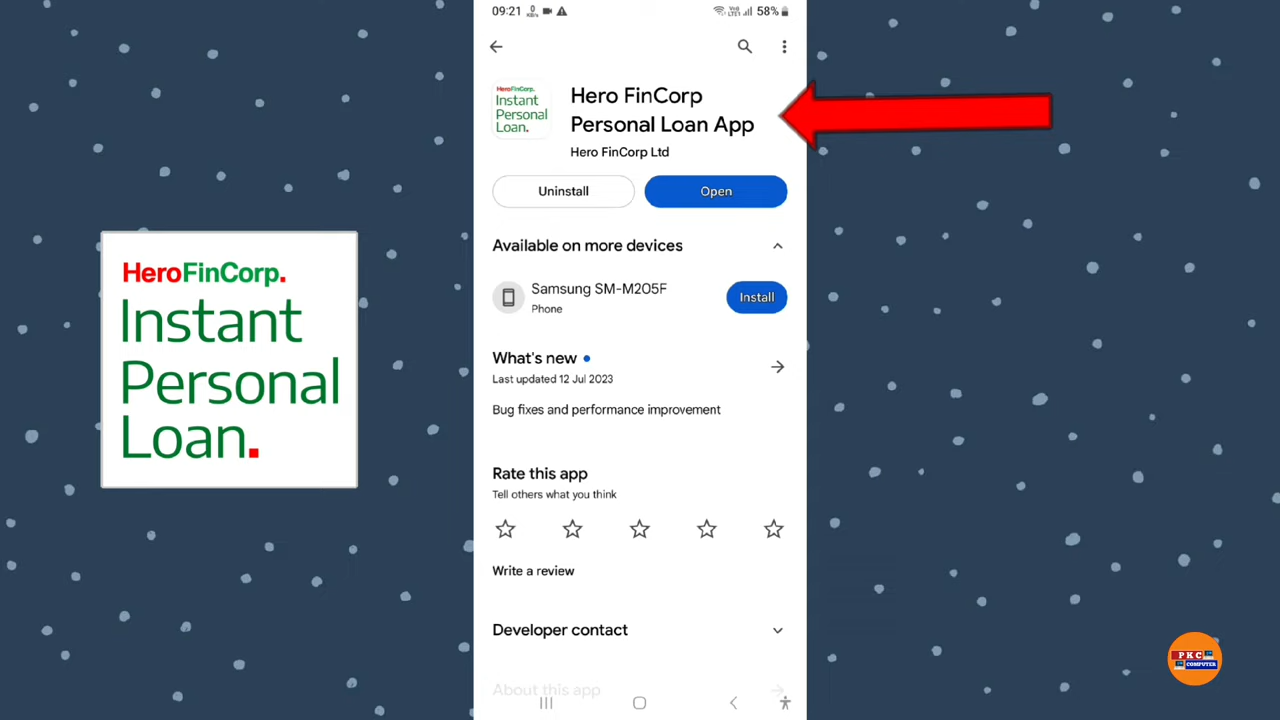 09:21
58%
HeroFinCorp.
Instant
Personal
Loan.
Hero FinCorp
Personal Loan App
Hero FinCorp Ltd
Uninstall
Open
Available on more devices
Samsung SM-M205F
Phone
Install
What's new
Last updated 12 Jul 2023
Bug fixes and performance improvement
Rate this app
Tell others what you think
Write a review
Developer contact
About this app
HeroFinCorp.
Instant
Personal
Loan.
PKC
COMPUTER